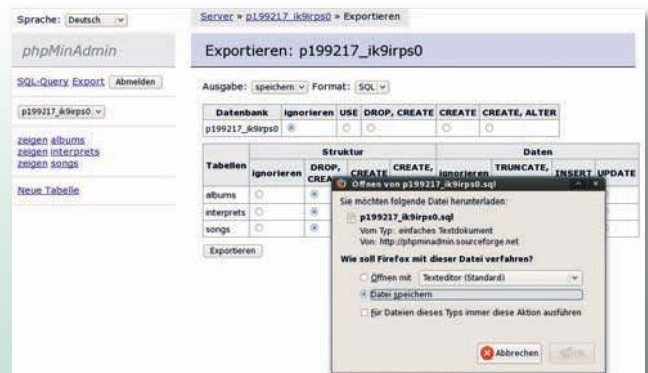 Sprache: Deutsch
phpMinAdmin
SQL-Query Export Abmelden
p199217_ik9irps0
zeigen albums
zeigen interprets
zeigen songs
Neue Tabelle
Server » p199217_ik9irps0 » Exportieren
Exportieren: p199217_ik9irps0
Ausgabe: speichern Format: SQL
Datenbank ignorieren USE DROP, CREATE CREATE CREATE, ALTER
p199217_ik9irps0
Struktur Daten
Tabellen ignorieren DROP, CREATE, ignorieren TRUNCATE, INSERT UPDATE
CREATE
albums
interprets
songs
Exportieren
Öffnen von p199217_ik9irps0.sql
Sie möchten folgende Datei herunterladen:
p199217_ik9irps0.sql
Vom Typ: einfaches Textdokument
Von: http://phpminadmin.sourceforge.net
Wie soll Firefox mit dieser Datei verfahren?
Öffnen mit Texteditor (Standard)
Datei speichern
Für Dateien dieses Typs immer diese Aktion ausführen
Abbrechen